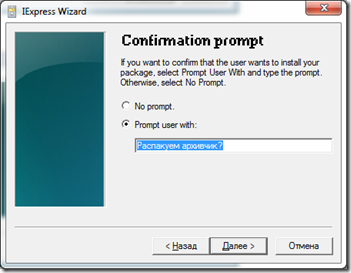 IExpress Wizard
Confirmation prompt
If you want to confirm that the user wants to install your
package, select Prompt User With and type the prompt.
Otherwise, select No Prompt.
No prompt.
Prompt user with:
Распакуем архивчик?
< Назад
Далее >
Отмена